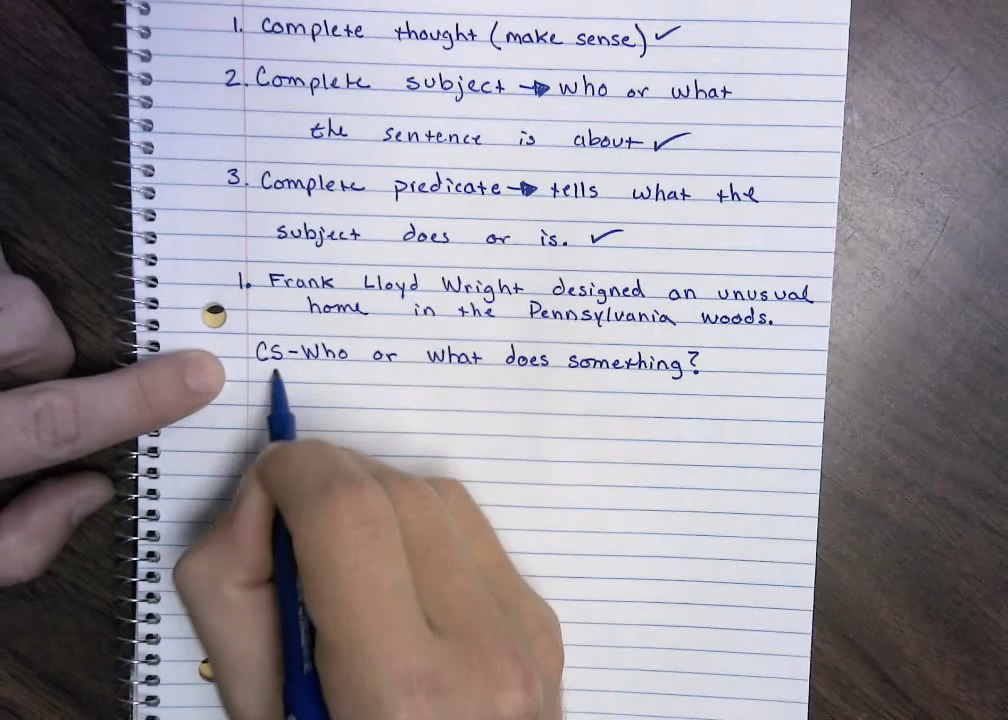 1. Complete thought (make sense) ✓
2. Complete subject → who or what
the sentence is about ✓
3. Complete predicate → tells what the
subject does or is. ✓
1. Frank Lloyd Wright designed an unusual
home in the Pennsylvania woods.
CS-Who or what does something?